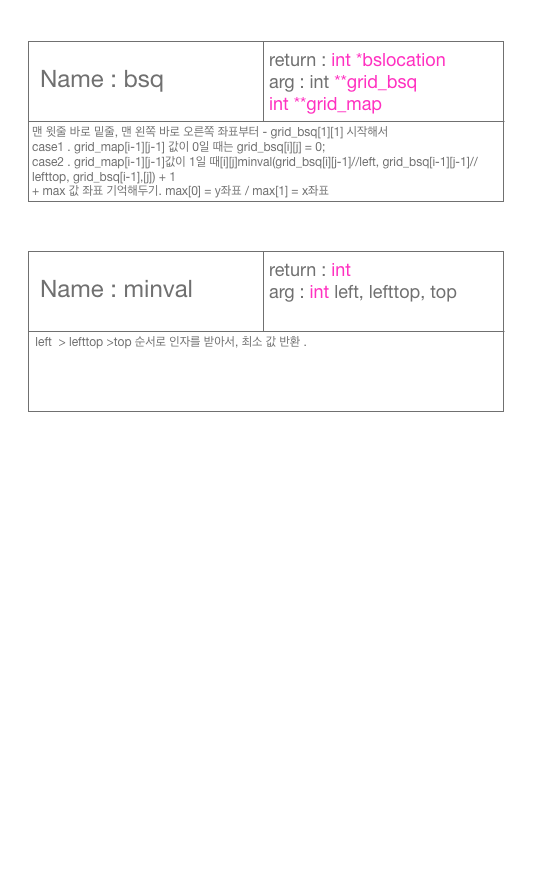 Name : bsq
return : int *bslocation
arg : int **grid_bsq
int **grid_map
맨 윗줄 바로 밑줄, 맨 왼쪽 바로 오른쪽 좌표부터 - grid_bsq[1][1] 시작해서
case1 . grid_map[i-1][j-1] 값이 0일 때는 grid_bsq[i][j] = 0;
case2 . grid_map[i-1][j-1]값이 1일 때[i][j]minval(grid_bsq[i][j-1]//left, grid_bsq[i-1][j-1]//
lefttop, grid_bsq[i-1],[j]) + 1
+ max 값 좌표 기억해두기. max[0] = y좌표 / max[1] = x좌표
Name : minval
return : int
arg : int left, lefttop, top
left > lefttop >top 순서로 인자를 받아서, 최소 값 반환 .